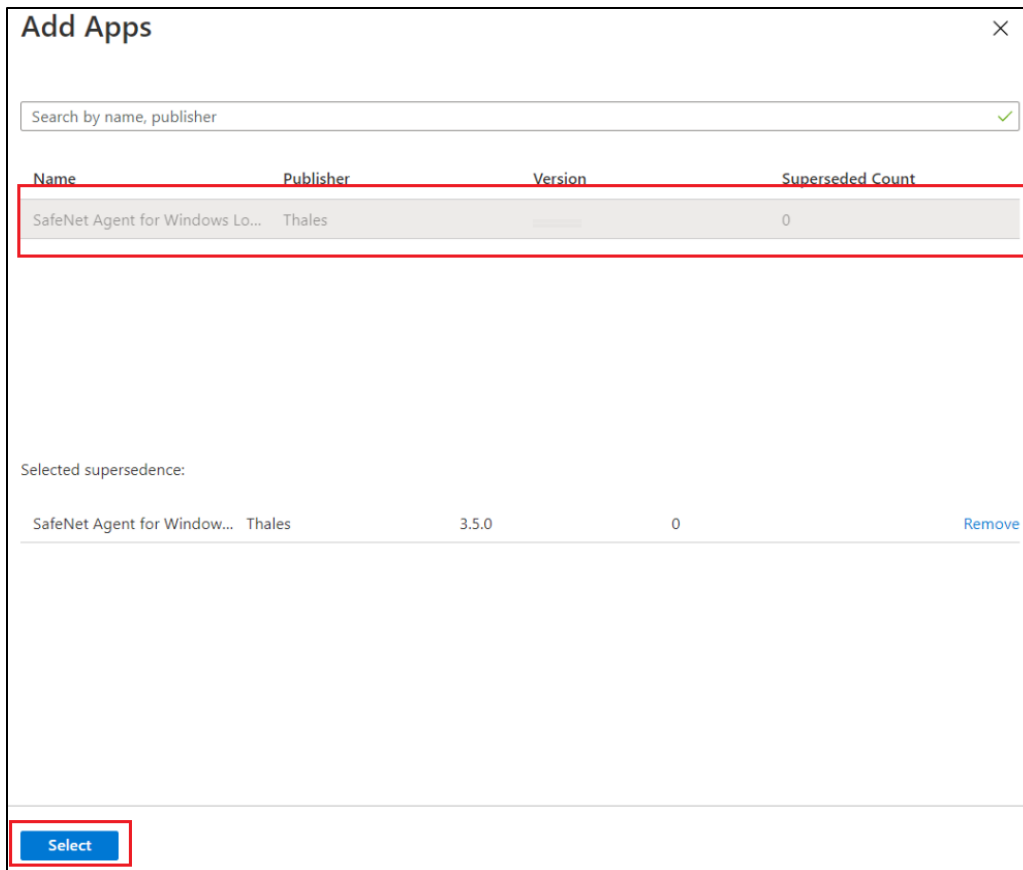 Add Apps
Search by name, publisher
Name Publisher Version Superseded Count
SafeNet Agent for Windows Lo... Thales 0
Selected supersedence:
SafeNet Agent for Window... Thales 3.5.0 0 Remove
Select